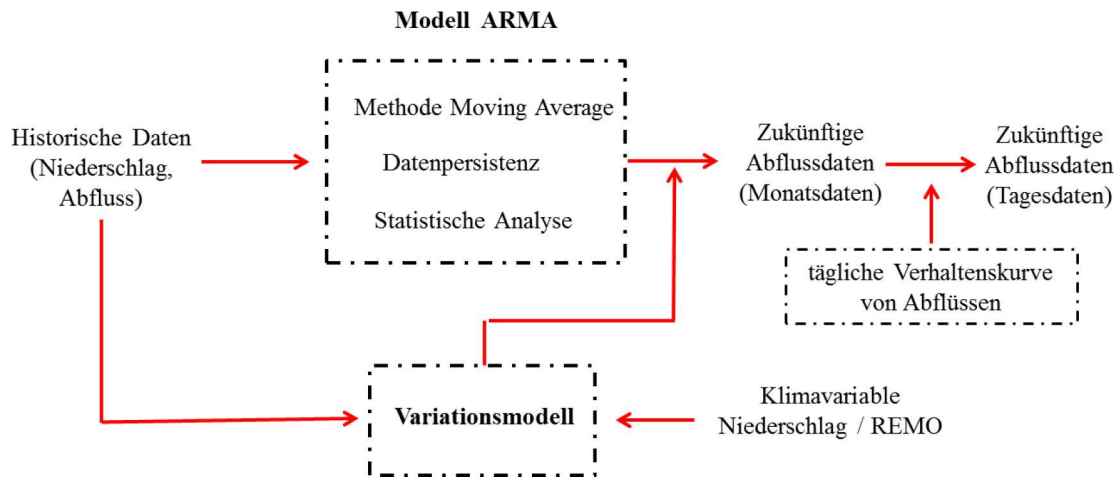 Modell ARMA
Methode Moving Average
Datenpersistenz
Statistische Analyse
Historische Daten
(Niederschlag,
Abfluss)
Zukünftige
Abflussdaten
(Monatsdaten)
Zukünftige
Abflussdaten
(Tagesdaten)
tägliche Verhaltenskurve
von Abflüssen
Variationsmodell
Klimavariable
Niederschlag / REMO